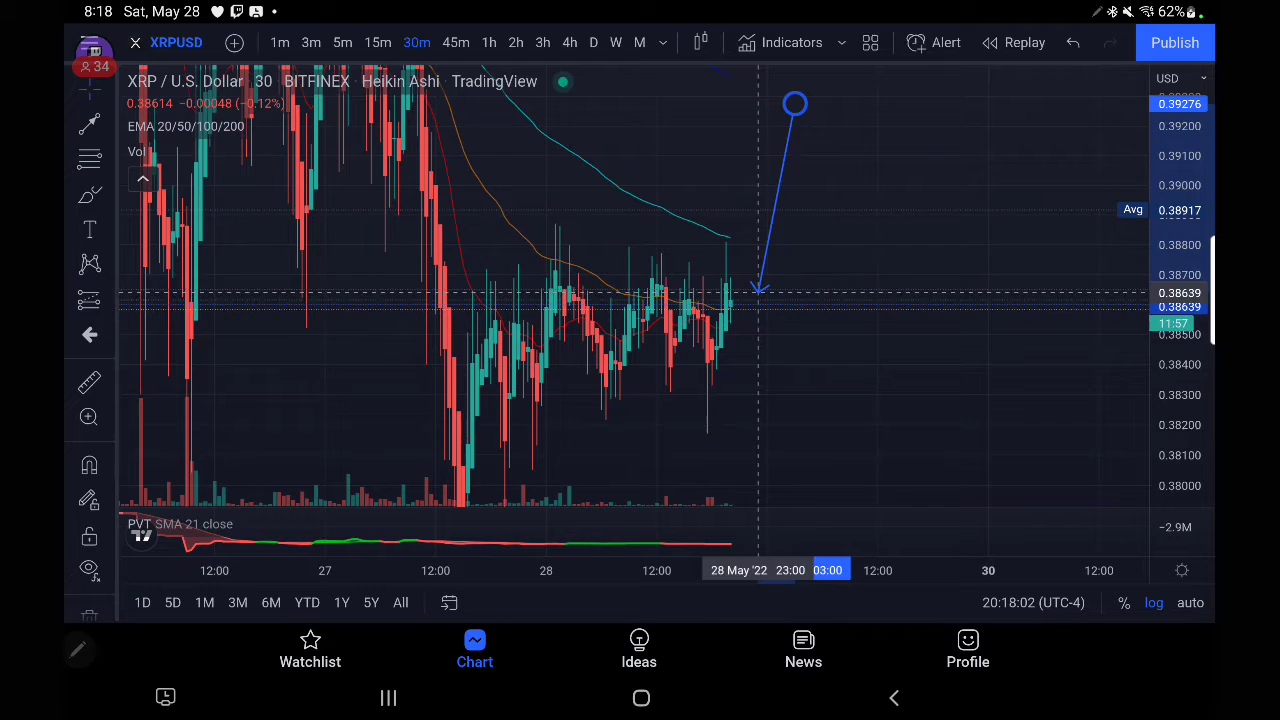 8:18 Sat, May 28 62%
34
XRPUSD 1m 3m 5m 15m 30m 45m 1h 2h 3h 4h D W M Indicators Alert Replay Publish
XRP / U.S. Dollar · 30 · BITFINEX · Heikin Ashi · TradingView
USD
0.38614 −0.00048 (−0.12%)
0.39276
EMA 20/50/100/200
0.39200
Vol
0.39100
0.39000
Avg 0.38917
0.38800
0.38700
0.38639
0.38639
11:57
0.38500
0.38400
0.38300
0.38200
0.38100
0.38000
PVT SMA 21 close
−2.9M
12:00 27 12:00 28 12:00 28 May '22 23:00 03:00 12:00 30 12:00
1D 5D 1M 3M 6M YTD 1Y 5Y All 20:18:02 (UTC-4) % log auto
Watchlist Chart Ideas News Profile